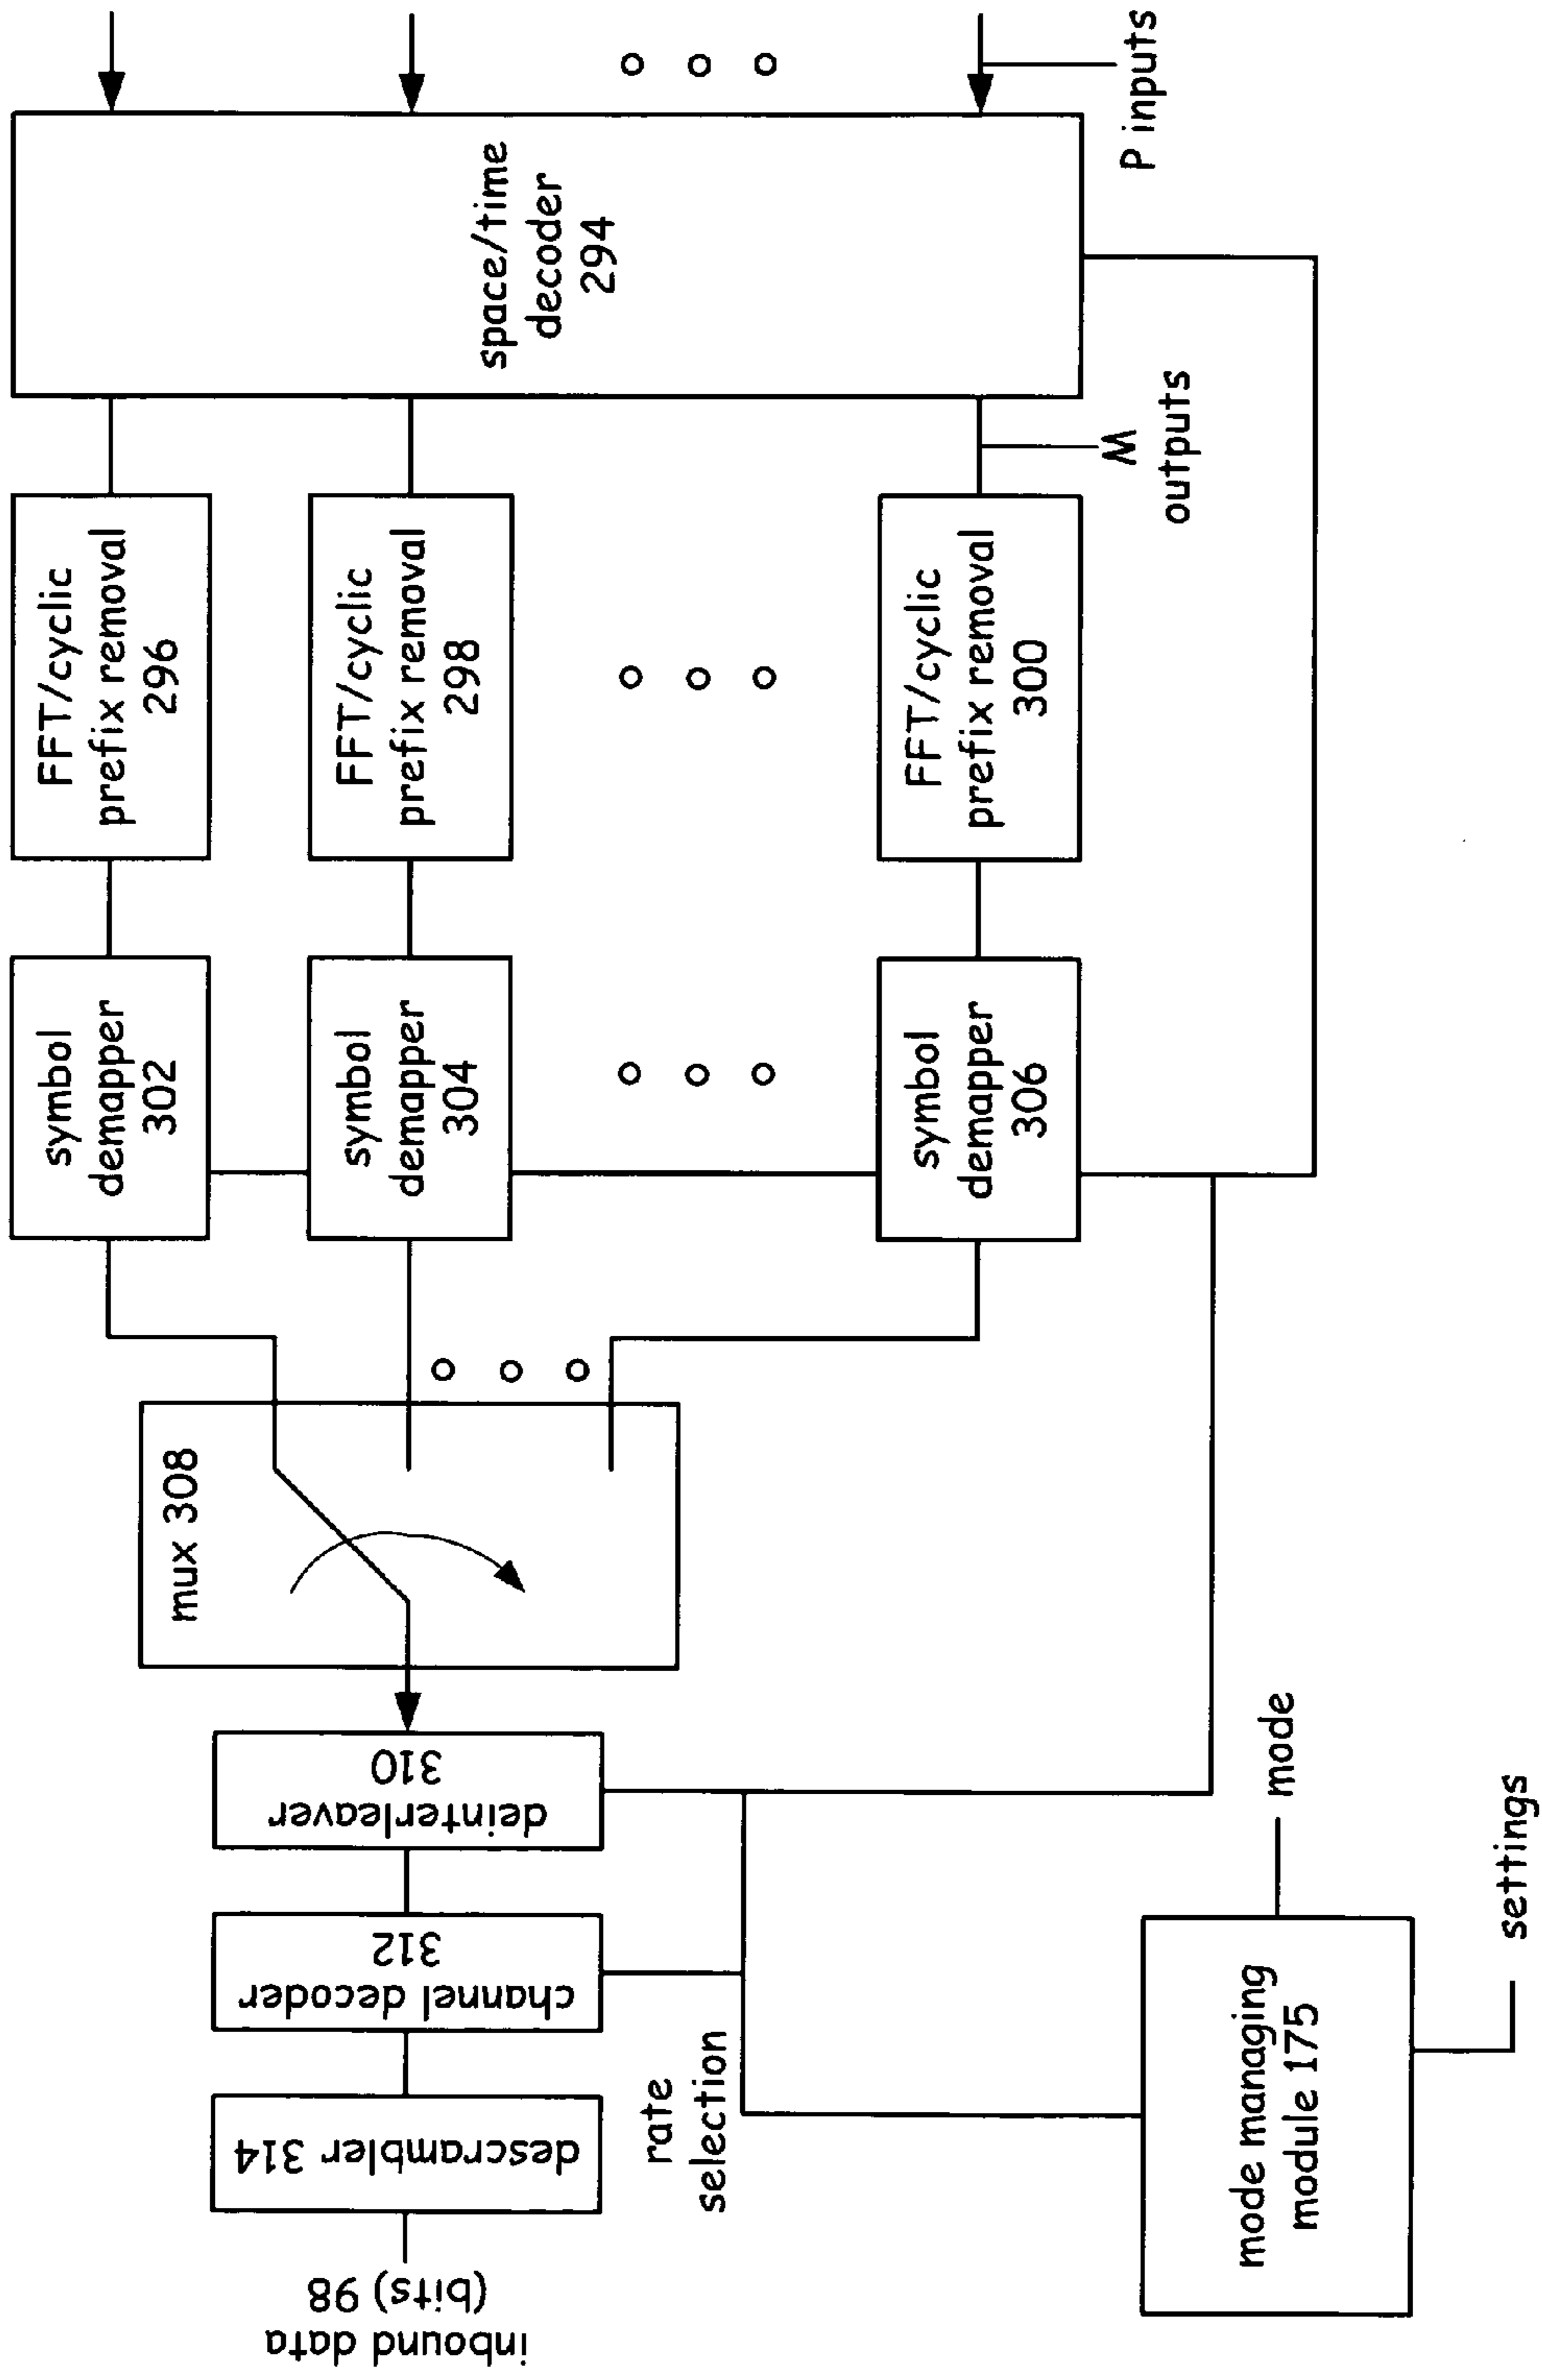 inbound data
(bits) 98
descrambler 314
channel decoder
312
deinterleaver
310
mux 308
symbol
demapper
302
symbol
demapper
304
symbol
demapper
306
FFT/cyclic
prefix removal
296
FFT/cyclic
prefix removal
298
FFT/cyclic
prefix removal
300
space/time
decoder
294
M
outputs
P inputs
rate
selection
mode managing
module 175
mode
settings